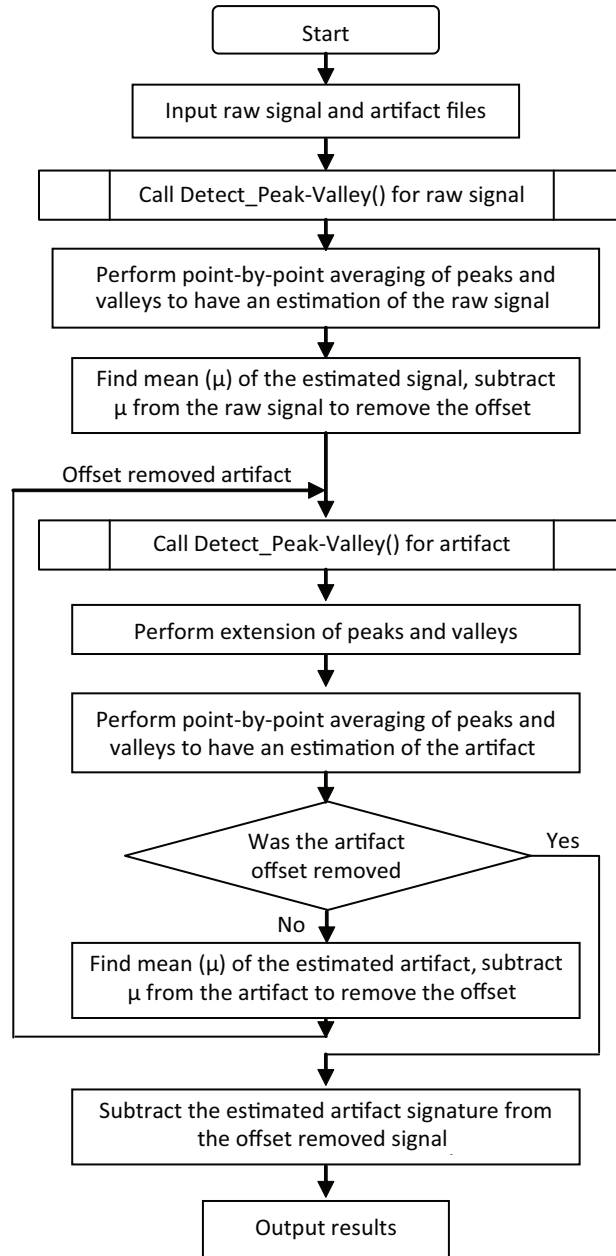 Start
Input raw signal and artifact files
Call Detect_Peak-Valley() for raw signal
Perform point-by-point averaging of peaks and
valleys to have an estimation of the raw signal
Find mean (µ) of the estimated signal, subtract
µ from the raw signal to remove the offset
Offset removed artifact
Call Detect_Peak-Valley() for artifact
Perform extension of peaks and valleys
Perform point-by-point averaging of peaks and
valleys to have an estimation of the artifact
Was the artifact
offset removed
Yes
No
Find mean (µ) of the estimated artifact, subtract
µ from the artifact to remove the offset
Subtract the estimated artifact signature from
the offset removed signal
Output results